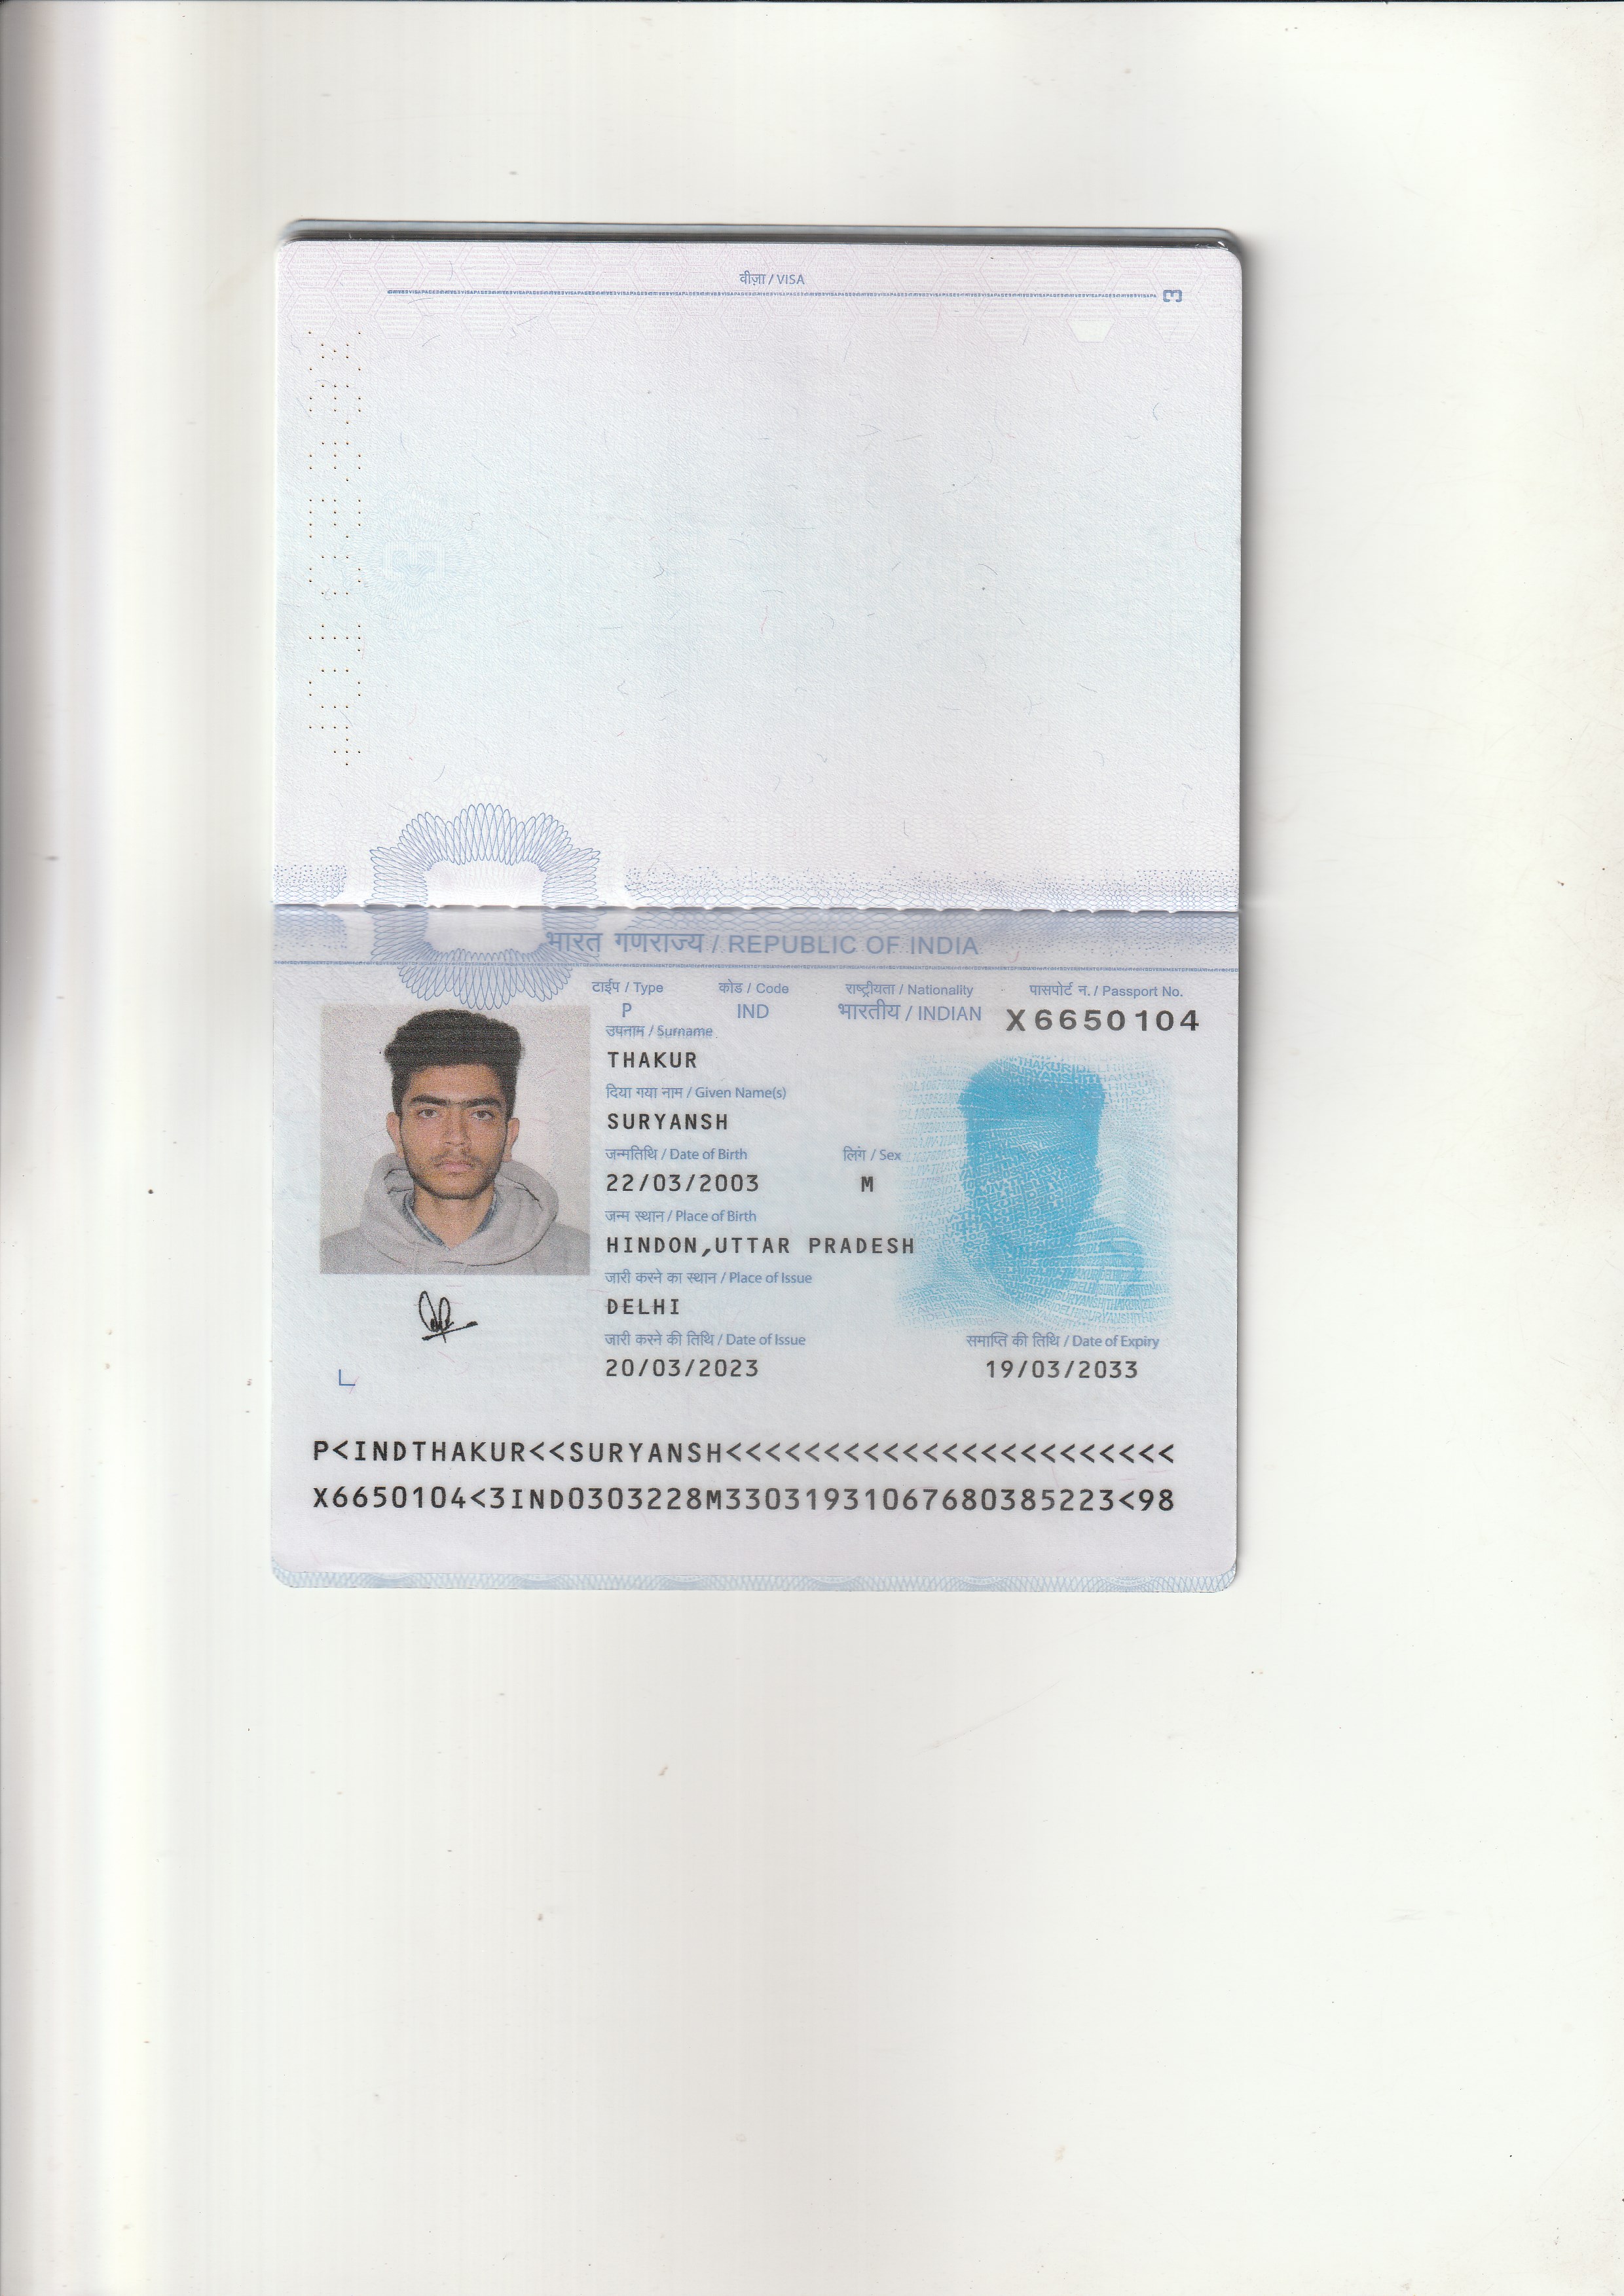 वीज़ा / VISA
3
भारत गणराज्य / REPUBLIC OF INDIA
टाईप / Type कोड / Code राष्ट्रीयता / Nationality पासपोर्ट न. / Passport No.
P IND भारतीय / INDIAN X6650104
उपनाम / Surname
THAKUR
दिया गया नाम / Given Name(s)
SURYANSH
जन्मतिथि / Date of Birth लिंग / Sex
22/03/2003 M
जन्म स्थान / Place of Birth
HINDON,UTTAR PRADESH
जारी करने का स्थान / Place of Issue
DELHI
जारी करने की तिथि / Date of Issue समाप्ति की तिथि / Date of Expiry
20/03/2023 19/03/2033
P<INDTHAKUR<<SURYANSH<<<<<<<<<<<<<<<<<<<<<<<
X6650104<3IND0303228M33031931067680385223<98